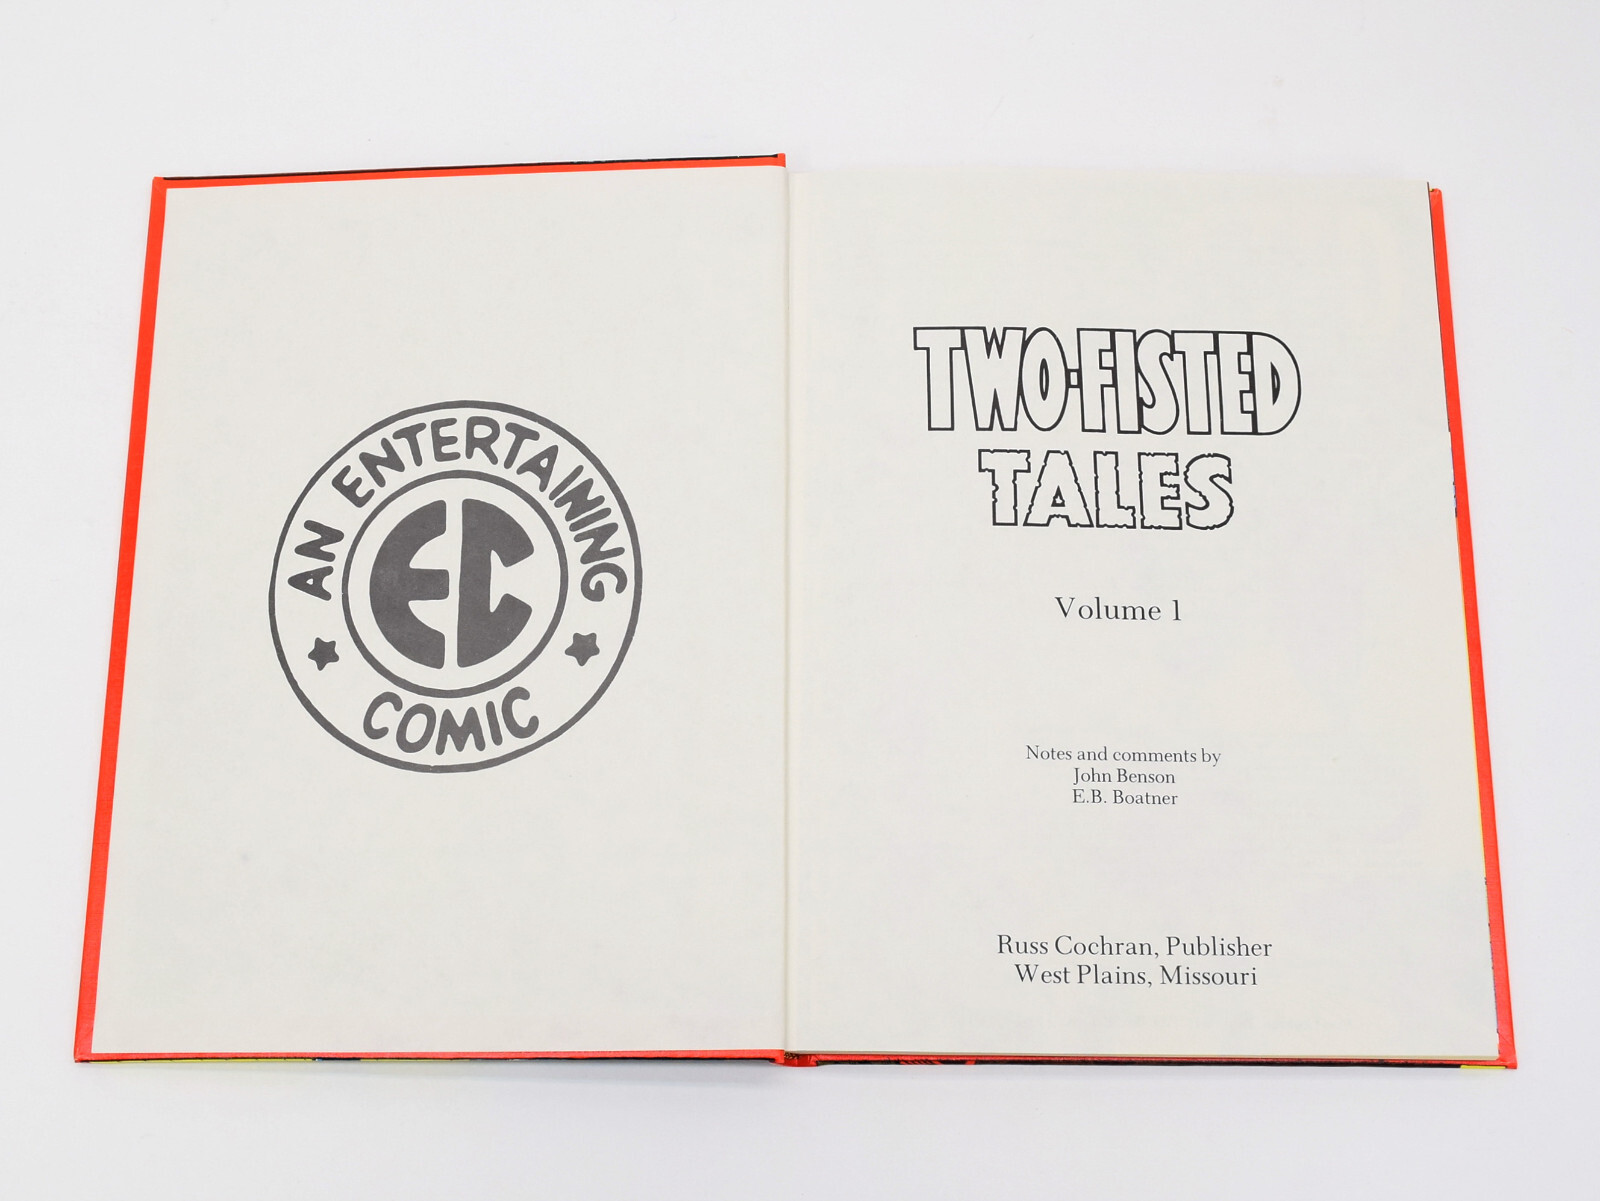 AN ENTERTAINING
EC
COMIC
TWO-FISTED
TALES
Volume 1
Notes and comments by
John Benson
E.B. Boatner
Russ Cochran, Publisher
West Plains, Missouri